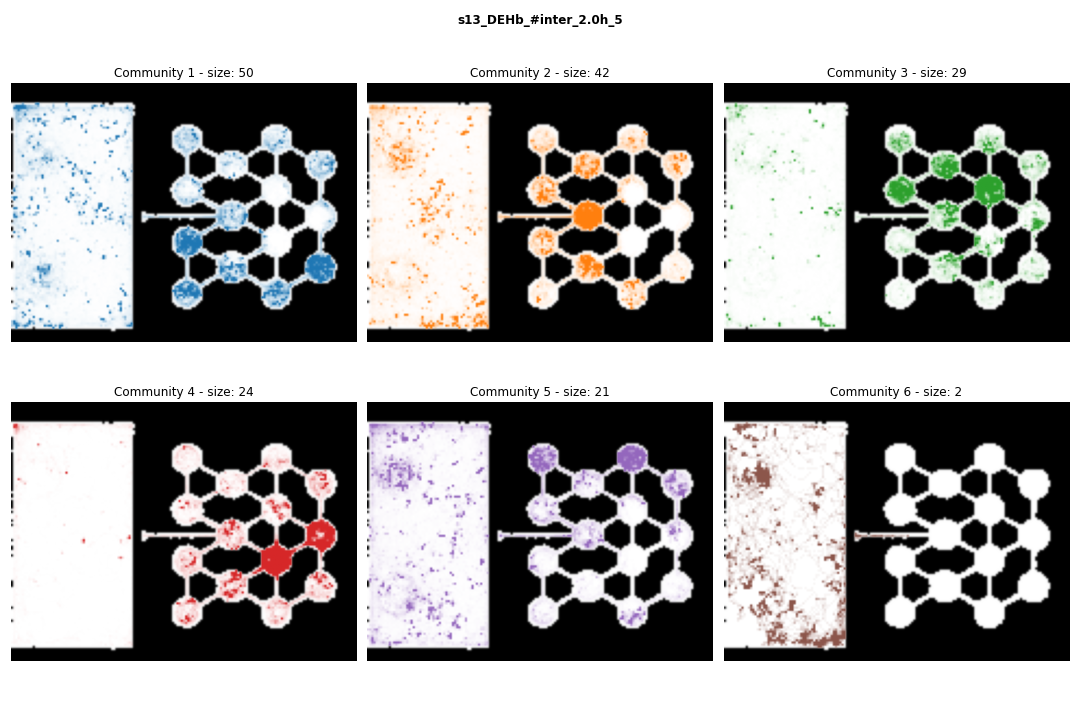 s13_DEHb_#inter_2.0h_5
Community 1 - size: 50
Community 2 - size: 42
Community 3 - size: 29
Community 4 - size: 24
Community 5 - size: 21
Community 6 - size: 2